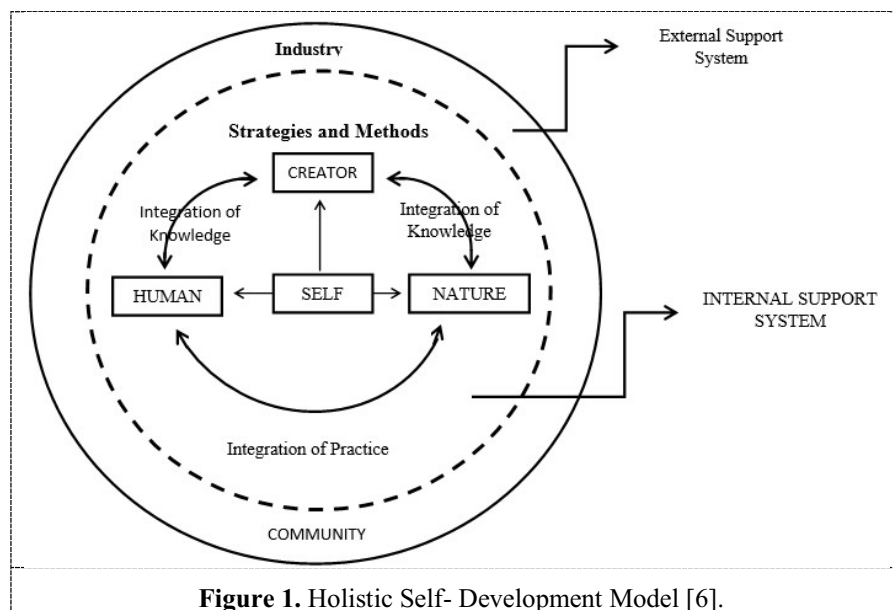 Industry
External Support
System
Strategies and Methods
CREATOR
Integration of
Knowledge
Integration of
Knowledge
HUMAN
SELF
NATURE
INTERNAL SUPPORT
SYSTEM
Integration of Practice
COMMUNITY
Figure 1. Holistic Self- Development Model [6].